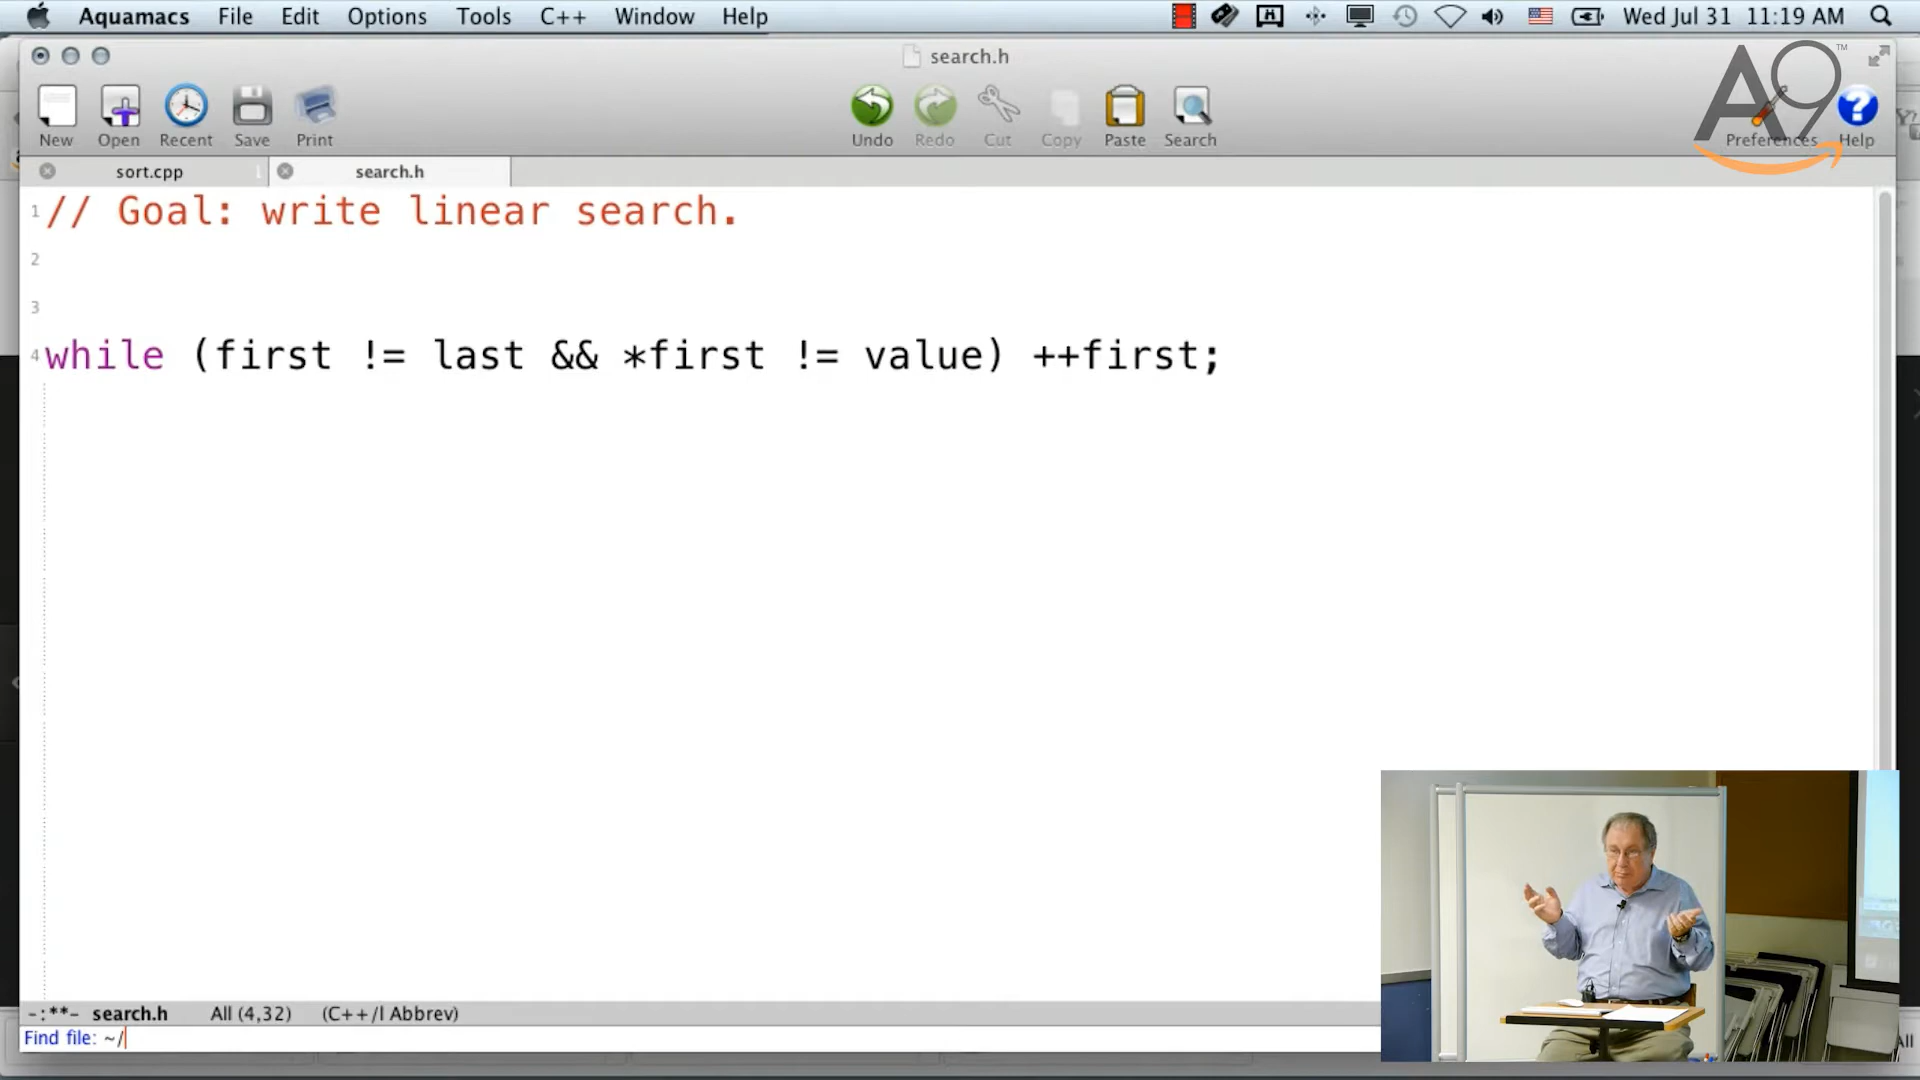 Aquamacs File Edit Options Tools C++ Window Help Wed Jul 31 11:19 AM
search.h
A9™
New Open Recent Save Print Undo Redo Cut Copy Paste Search Preferences Help
sort.cpp search.h
1 // Goal: write linear search.
2
3
4 while (first != last && *first != value) ++first;
-:**- search.h All (4,32) (C++/l Abbrev)
Find file: ~/
All